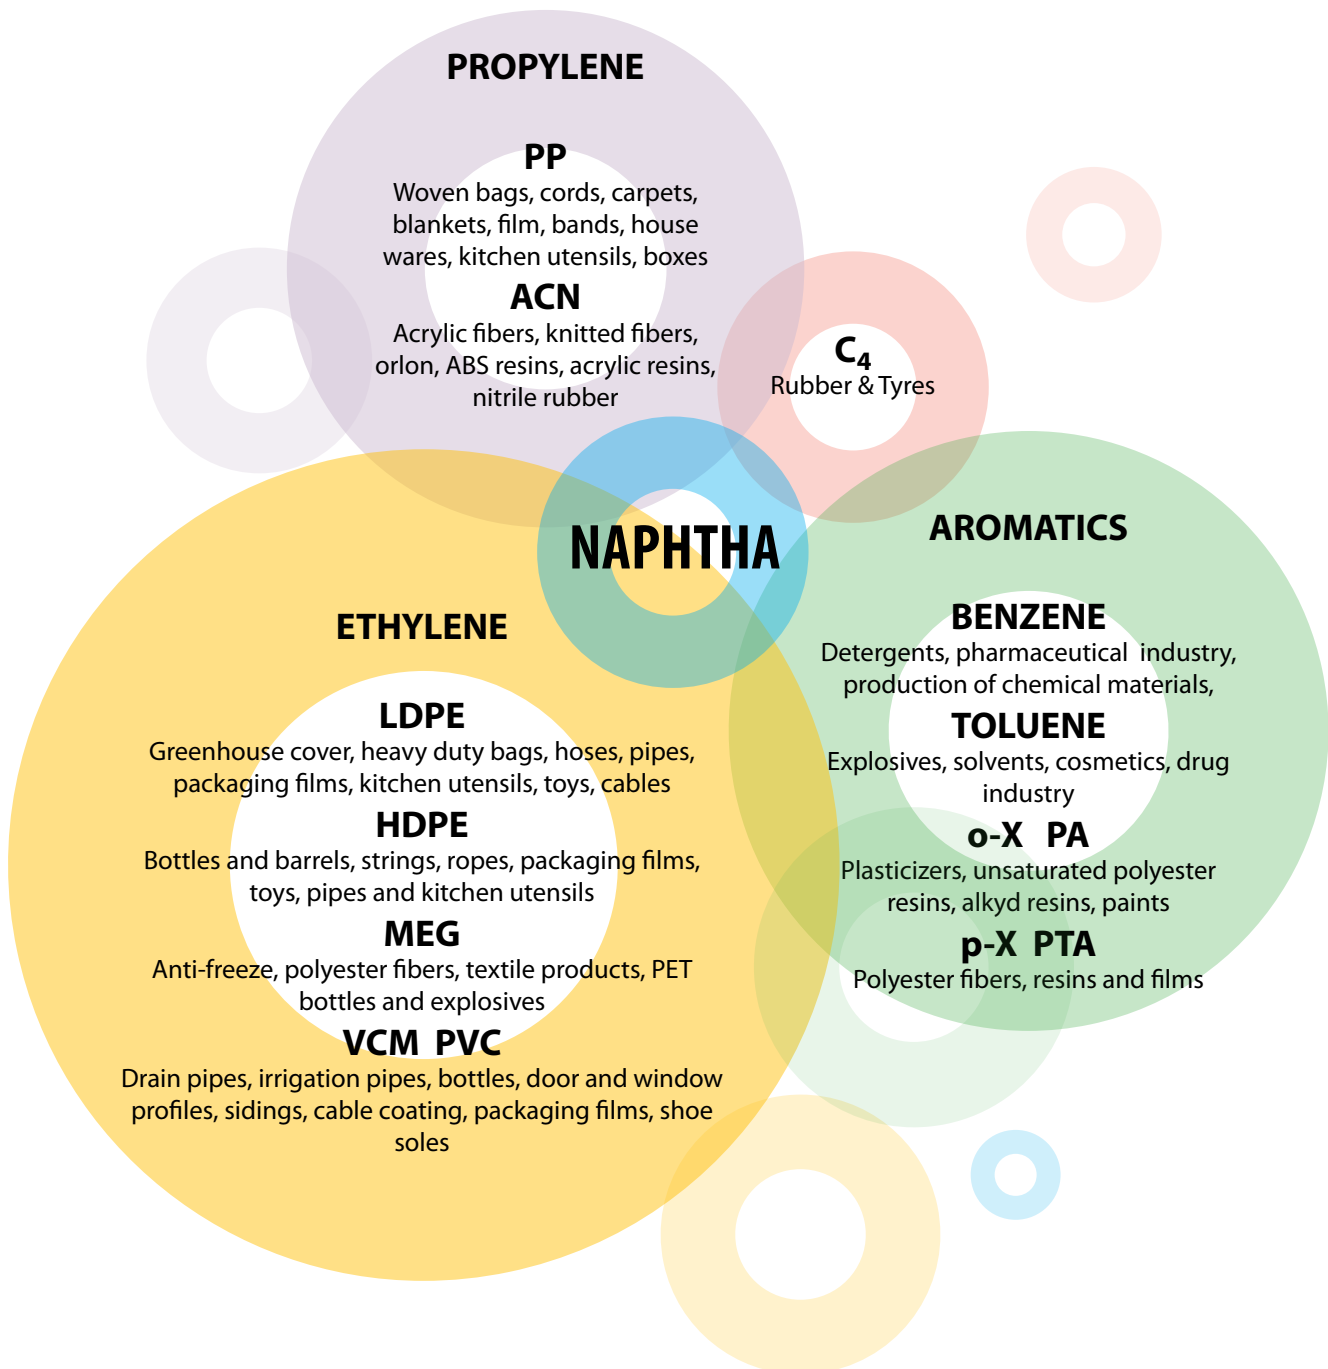 PROPYLENE
PP
Woven bags, cords, carpets,
blankets, film, bands, house
wares, kitchen utensils, boxes
ACN
Acrylic fibers, knitted fibers,
orlon, ABS resins, acrylic resins,
nitrile rubber
C₄
Rubber & Tyres
NAPHTHA
AROMATICS
BENZENE
Detergents, pharmaceutical industry,
production of chemical materials,
TOLUENE
Explosives, solvents, cosmetics, drug
industry
o-X PA
Plasticizers, unsaturated polyester
resins, alkyd resins, paints
p-X PTA
Polyester fibers, resins and films
ETHYLENE
LDPE
Greenhouse cover, heavy duty bags, hoses, pipes,
packaging films, kitchen utensils, toys, cables
HDPE
Bottles and barrels, strings, ropes, packaging films,
toys, pipes and kitchen utensils
MEG
Anti-freeze, polyester fibers, textile products, PET
bottles and explosives
VCM PVC
Drain pipes, irrigation pipes, bottles, door and window
profiles, sidings, cable coating, packaging films, shoe
soles